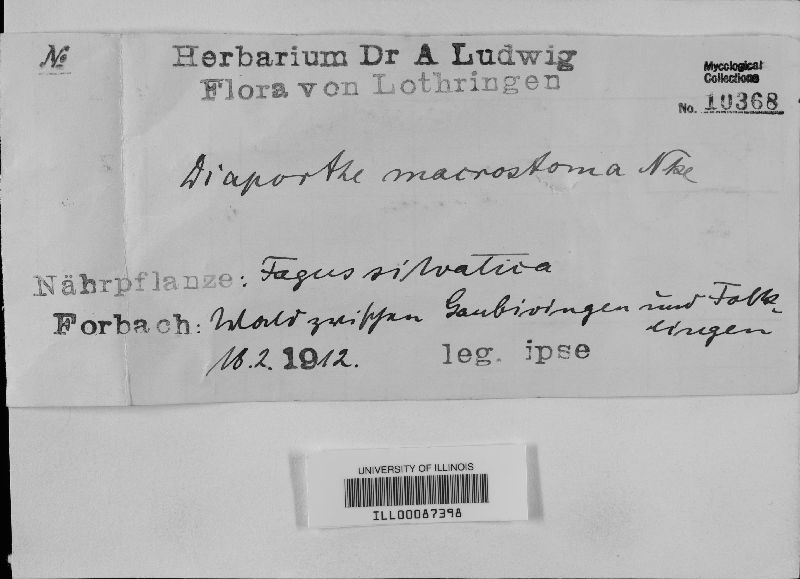 №
Herbarium Dr A Ludwig
Flora von Lothringen
Mycological
Collections
No. 10368
Diaporthe macrostoma Nke
Nährpflanze: Fagus silvatica
Forbach: Wald zwischen Gaubivingen und Folk-
lingen
18.2.1912. leg. ipse
UNIVERSITY OF ILLINOIS
ILL00087398